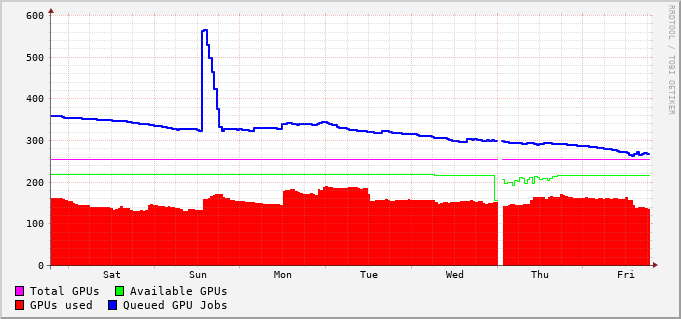 600
500
400
300
200
100
0
Sat Sun Mon Tue Wed Thu Fri
Total GPUs Available GPUs
GPUs used Queued GPU Jobs
RRDTOOL / TOBI OETIKER